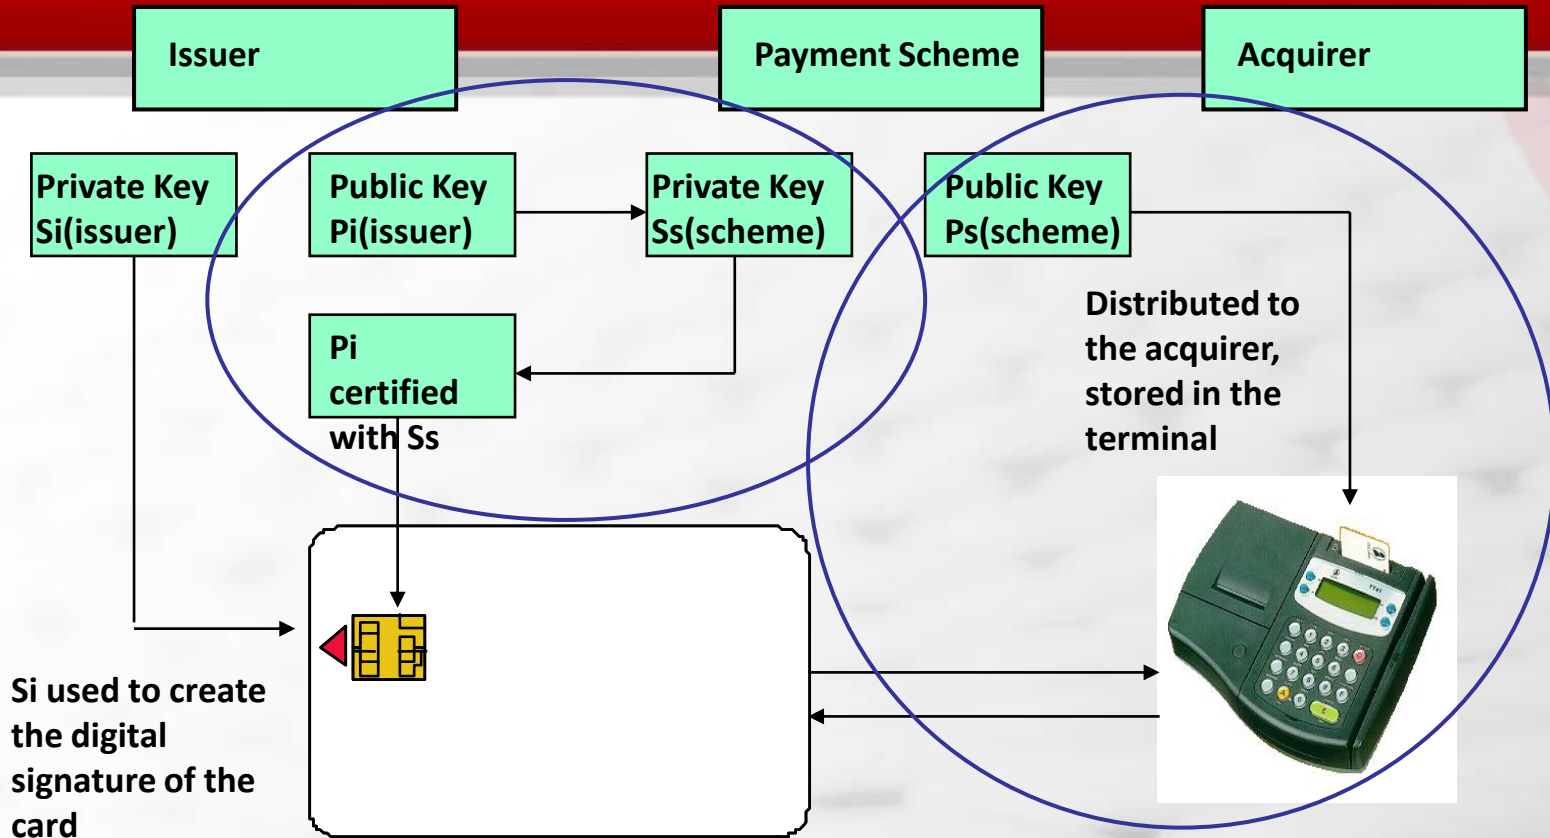 Issuer
Payment Scheme
Acquirer
Private Key
Si(issuer)
Public Key
Pi(issuer)
Private Key
Ss(scheme)
Public Key
Ps(scheme)
Distributed to
the acquirer,
stored in the
terminal
Pi
certified
with Ss
Si used to create
the digital
signature of the
card